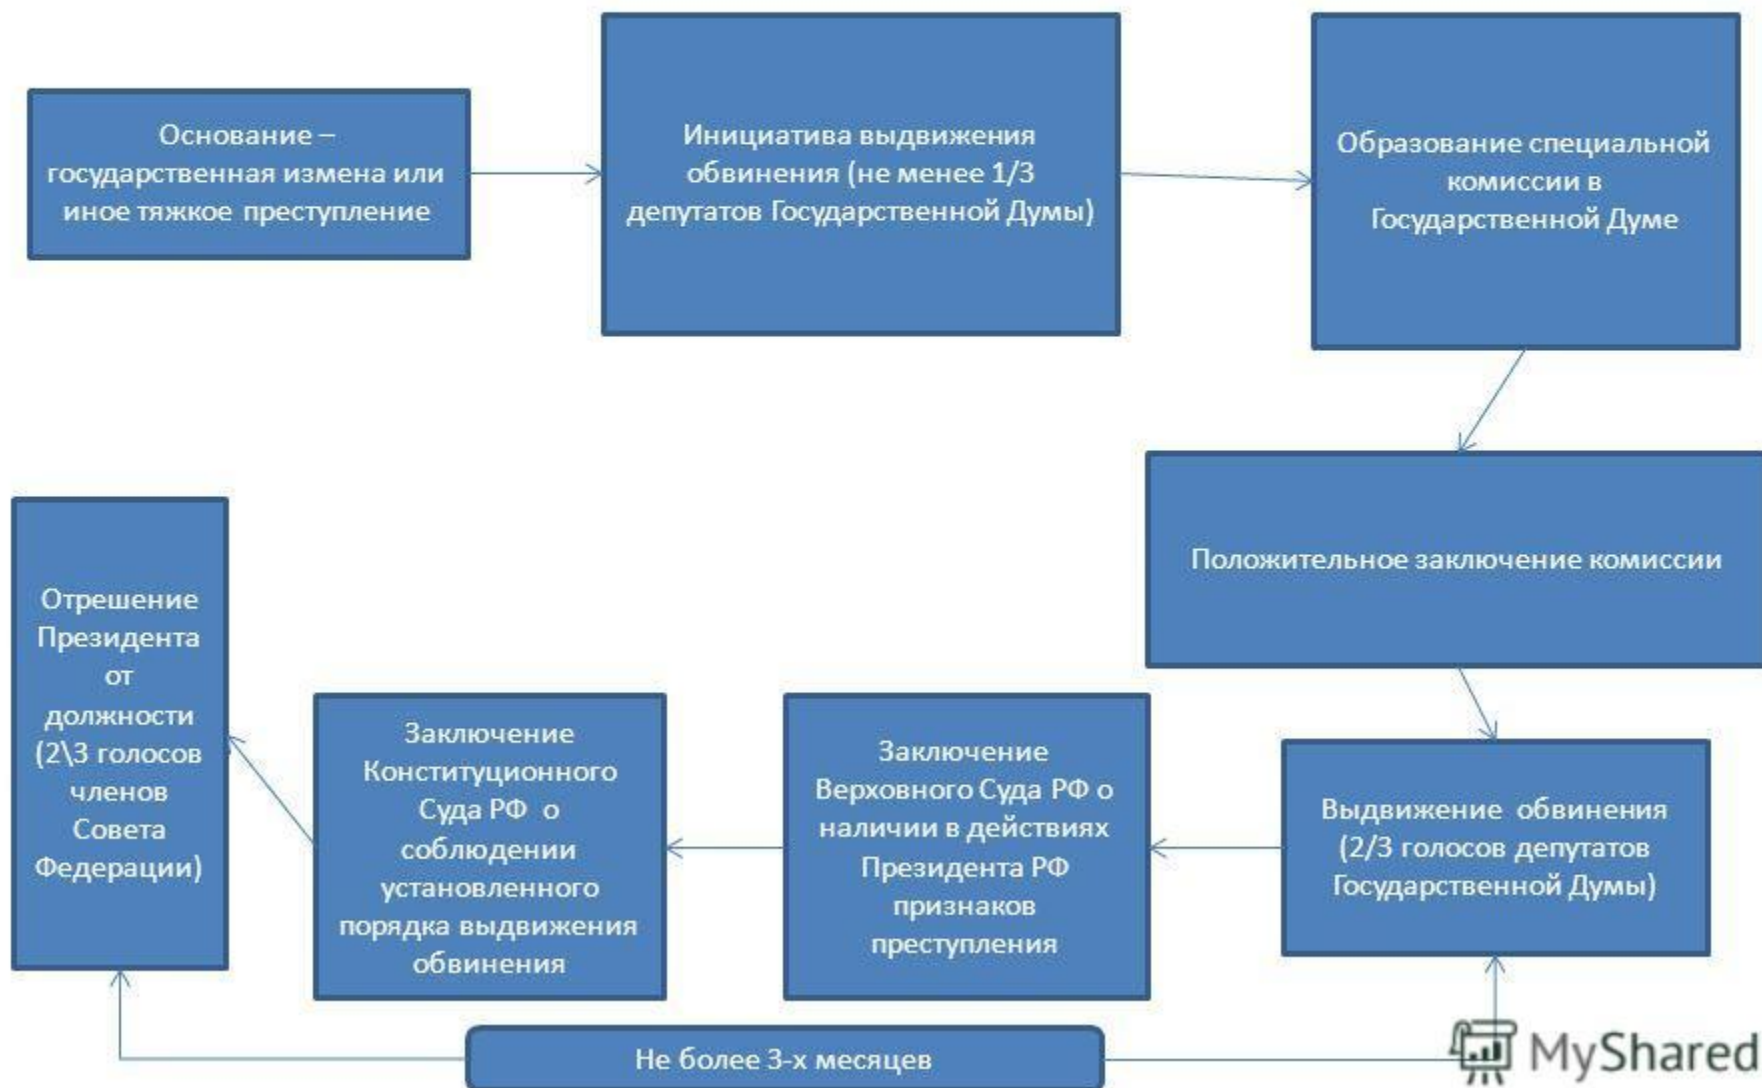 Основание –
государственная измена или
иное тяжкое преступление
Инициатива выдвижения
обвинения (не менее 1/3
депутатов Государственной Думы)
Образование специальной
комиссии в
Государственной Думе
Положительное заключение комиссии
Выдвижение обвинения
(2/3 голосов депутатов
Государственной Думы)
Заключение
Верховного Суда РФ о
наличии в действиях
Президента РФ
признаков
преступления
Заключение
Конституционного
Суда РФ о
соблюдении
установленного
порядка выдвижения
обвинения
Отрешение
Президента
от
должности
(2\3 голосов
членов
Совета
Федерации)
Не более 3-х месяцев
MyShared